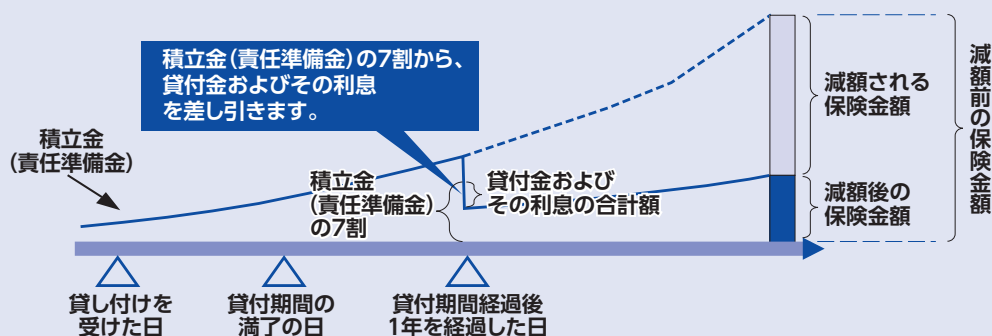 積立金(責任準備金)の7割から、
貸付金およびその利息
を差し引きます。
積立金
(責任準備金)
積立金
(責任準備金)
の7割
貸付金および
その利息の合計額
減額される
保険金額
減額後の
保険金額
減額前の保険金額
貸し付けを
受けた日
貸付期間の
満了の日
貸付期間経過後
1年を経過した日